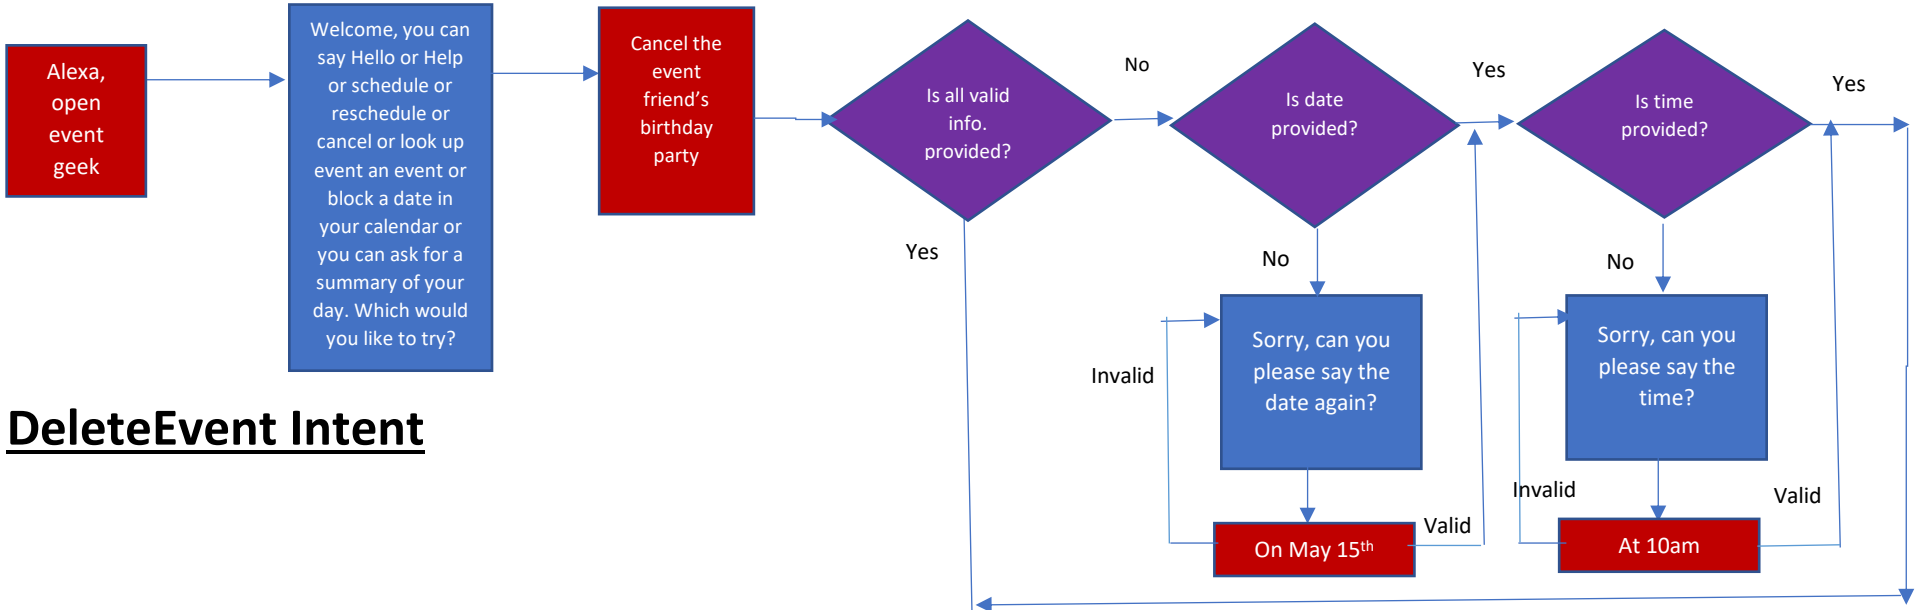 Alexa,
open
event
geek
Welcome, you can
say Hello or Help
or schedule or
reschedule or
cancel or look up
event an event or
block a date in
your calendar or
you can ask for a
summary of your
day. Which would
you like to try?
Cancel the
event
friend’s
birthday
party
Is all valid
info.
provided?
No
Yes
Is date
provided?
Yes
No
Sorry, can you
please say the
date again?
Invalid
On May 15th
Valid
Is time
provided?
Yes
No
Sorry, can you
please say the
time?
Invalid
At 10am
Valid
DeleteEvent Intent